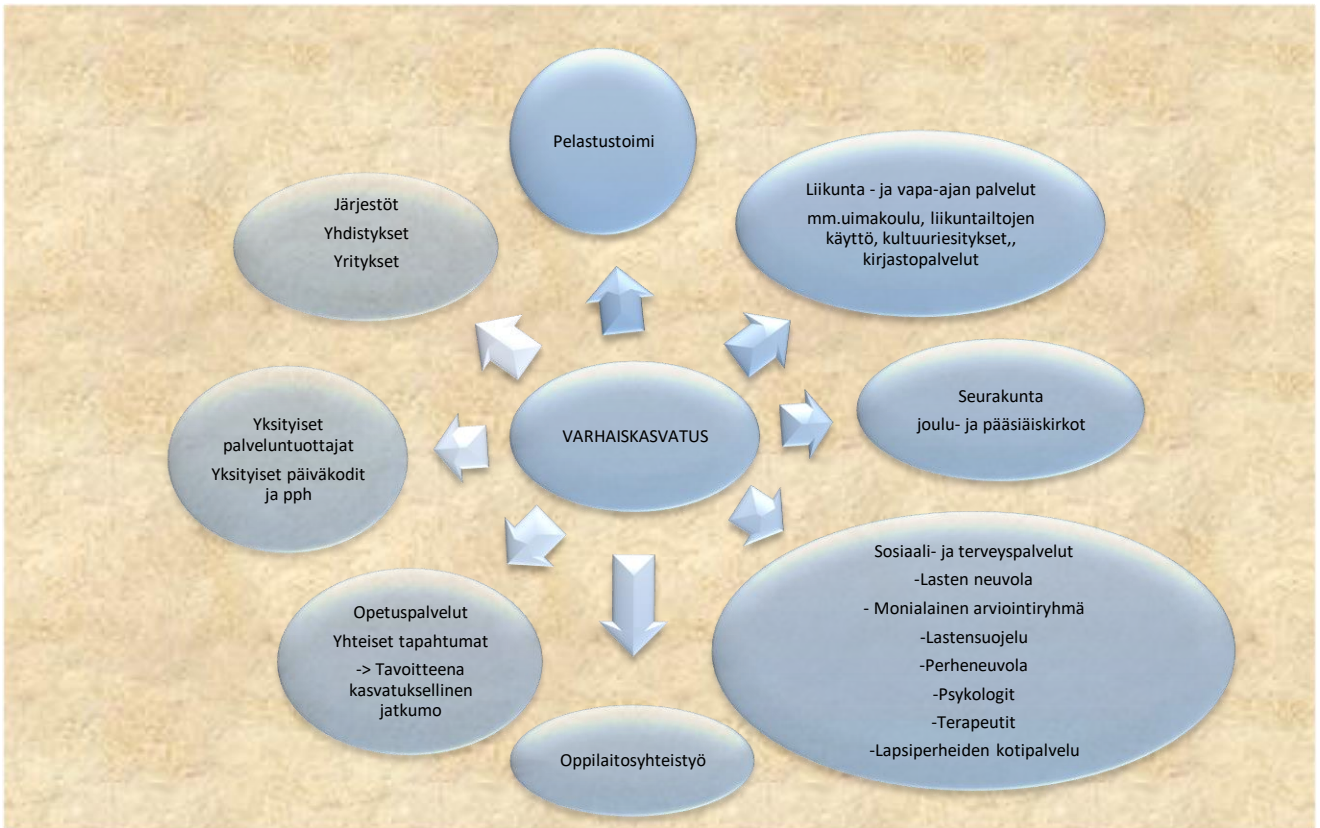 Pelastustoimi
Liikunta - ja vapa-ajan palvelut
mm.uimakoulu, liikuntailtojen
käyttö, kultuuriesitykset,,
kirjastopalvelut
Järjestöt
Yhdistykset
Yritykset
Seurakunta
joulu- ja pääsiäiskirkot
VARHAISKASVATUS
Yksityiset
palveluntuottajat
Yksityiset päiväkodit
ja pph
Sosiaali- ja terveyspalvelut
-Lasten neuvola
- Monialainen arviointiryhmä
-Lastensuojelu
-Perheneuvola
-Psykologit
-Terapeutit
-Lapsiperheiden kotipalvelu
Opetuspalvelut
Yhteiset tapahtumat
-> Tavoitteena
kasvatuksellinen
jatkumo
Oppilaitosyhteistyö